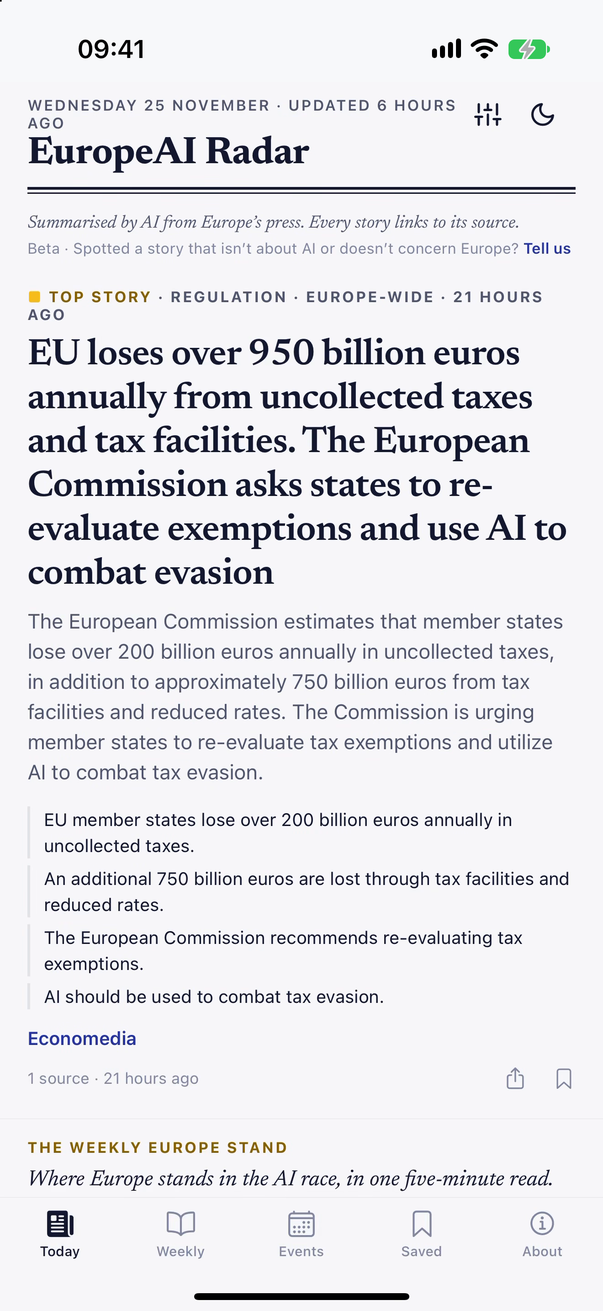 09:41
WEDNESDAY 25 NOVEMBER · UPDATED 6 HOURS
AGO
EuropeAI Radar
Summarised by AI from Europe's press. Every story links to its source.
Beta · Spotted a story that isn't about AI or doesn't concern Europe? Tell us
TOP STORY · REGULATION · EUROPE-WIDE · 21 HOURS
AGO
EU loses over 950 billion euros
annually from uncollected taxes
and tax facilities. The European
Commission asks states to re-
evaluate exemptions and use AI to
combat evasion
The European Commission estimates that member states
lose over 200 billion euros annually in uncollected taxes,
in addition to approximately 750 billion euros from tax
facilities and reduced rates. The Commission is urging
member states to re-evaluate tax exemptions and utilize
AI to combat tax evasion.
EU member states lose over 200 billion euros annually in
uncollected taxes.
An additional 750 billion euros are lost through tax facilities and
reduced rates.
The European Commission recommends re-evaluating tax
exemptions.
AI should be used to combat tax evasion.
Economedia
1 source · 21 hours ago
THE WEEKLY EUROPE STAND
Where Europe stands in the AI race, in one five-minute read.
Today
Weekly
Events
Saved
About